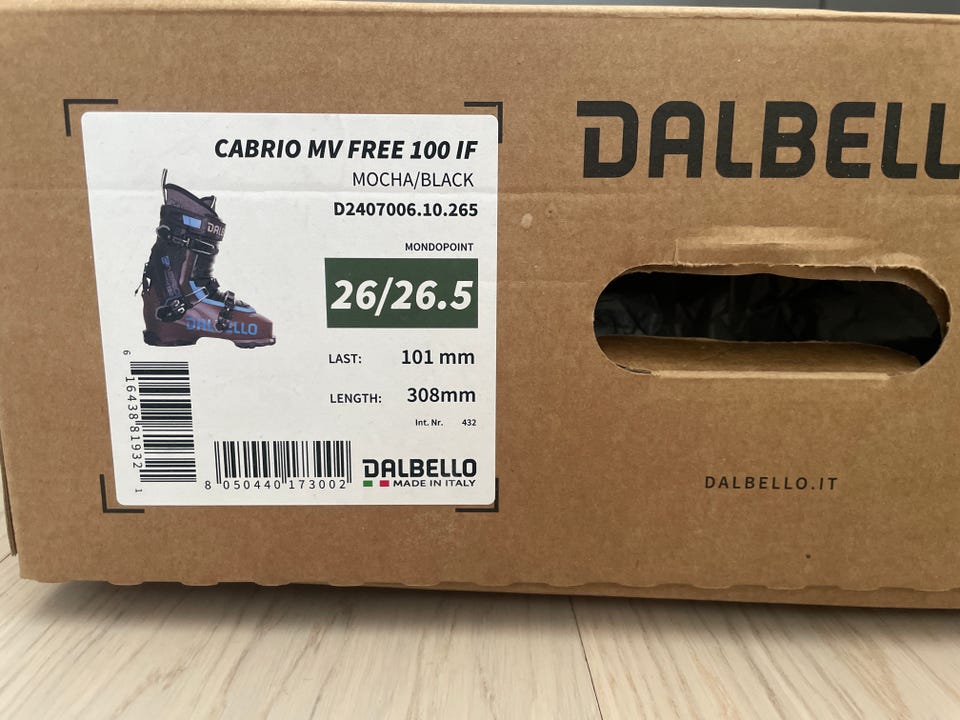 CABRIO MV FREE 100 IF
MOCHA/BLACK
D2407006.10.265
MONDOPOINT
26/26.5
LAST: 101 mm
LENGTH: 308mm
Int. Nr. 432
DALBELLO
MADE IN ITALY
8 050440 173002
6 16438 81932 1
DALBELL
DALBELLO.IT